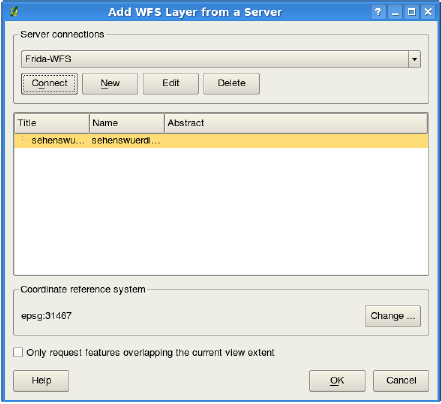 Add WFS Layer from a Server
Server connections
Frida-WFS
Connect New Edit Delete
Title Name Abstract
sehenswu... sehenswuerdi...
Coordinate reference system
epsg:31467
Change ...
Only request features overlapping the current view extent
Help OK Cancel